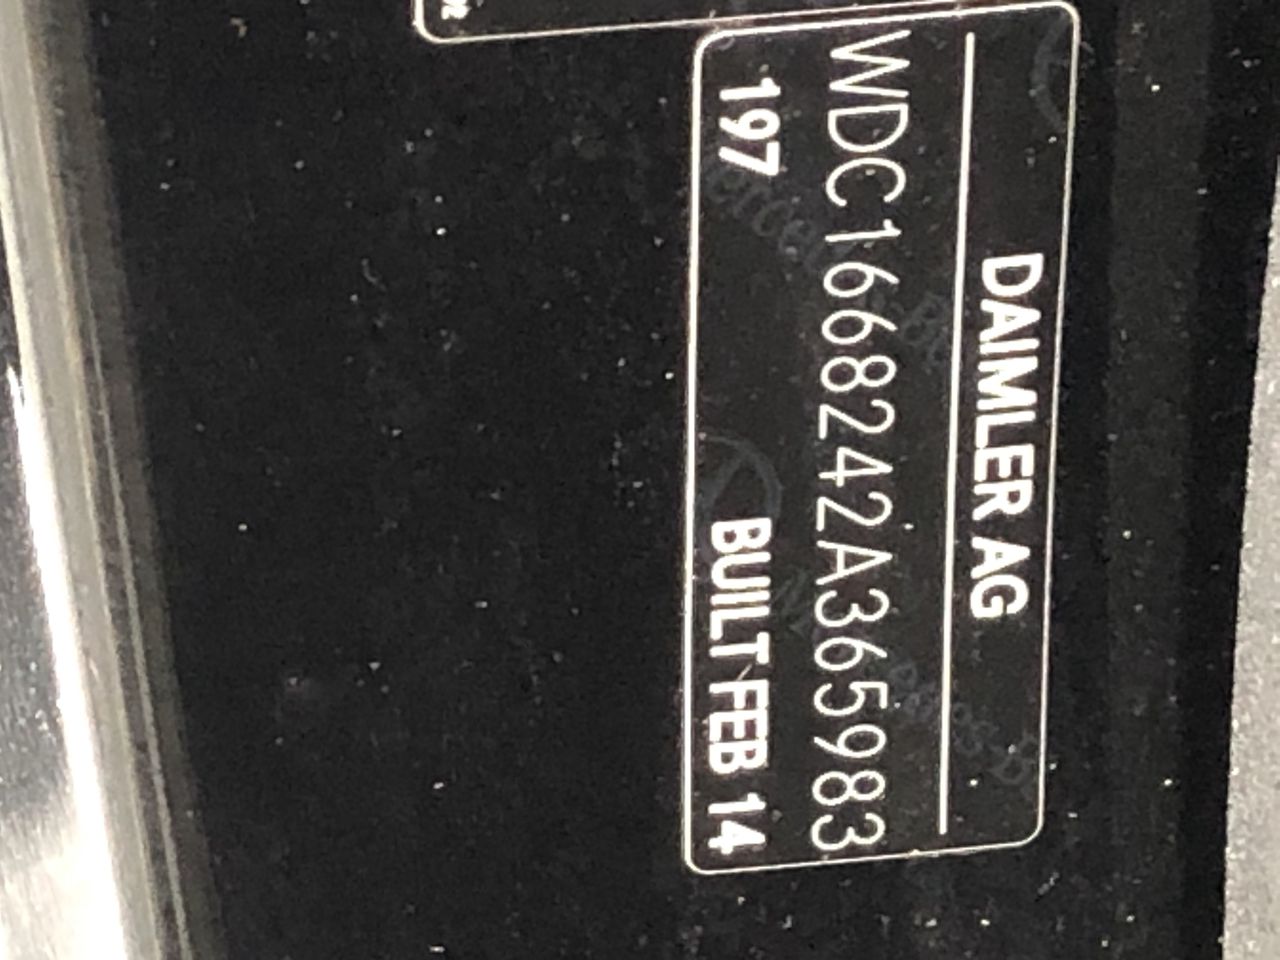 DAIMLER AG
WDC1668242A365983
197 BUILT FEB 14